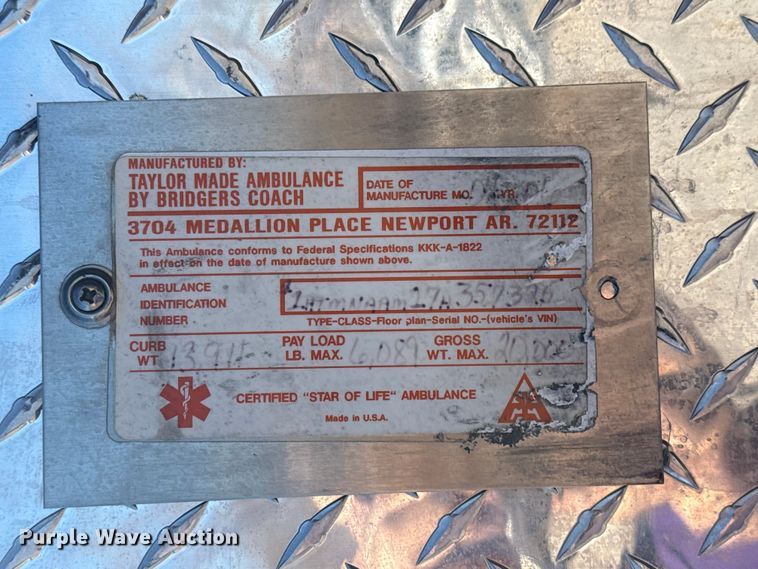 MANUFACTURED BY:
TAYLOR MADE AMBULANCE
BY BRIDGERS COACH
DATE OF
MANUFACTURE MO. YR.
3704 MEDALLION PLACE NEWPORT AR. 72112
This Ambulance conforms to Federal Specifications KKK-A-1822
in effect on the date of manufacture shown above.
AMBULANCE
IDENTIFICATION
NUMBER
TYPE-CLASS-Floor plan-Serial NO.-(vehicle's VIN)
CURB PAY LOAD GROSS
WT. LB. MAX. 6,089 WT. MAX.
CERTIFIED "STAR OF LIFE" AMBULANCE
Made in U.S.A.
Purple Wave Auction